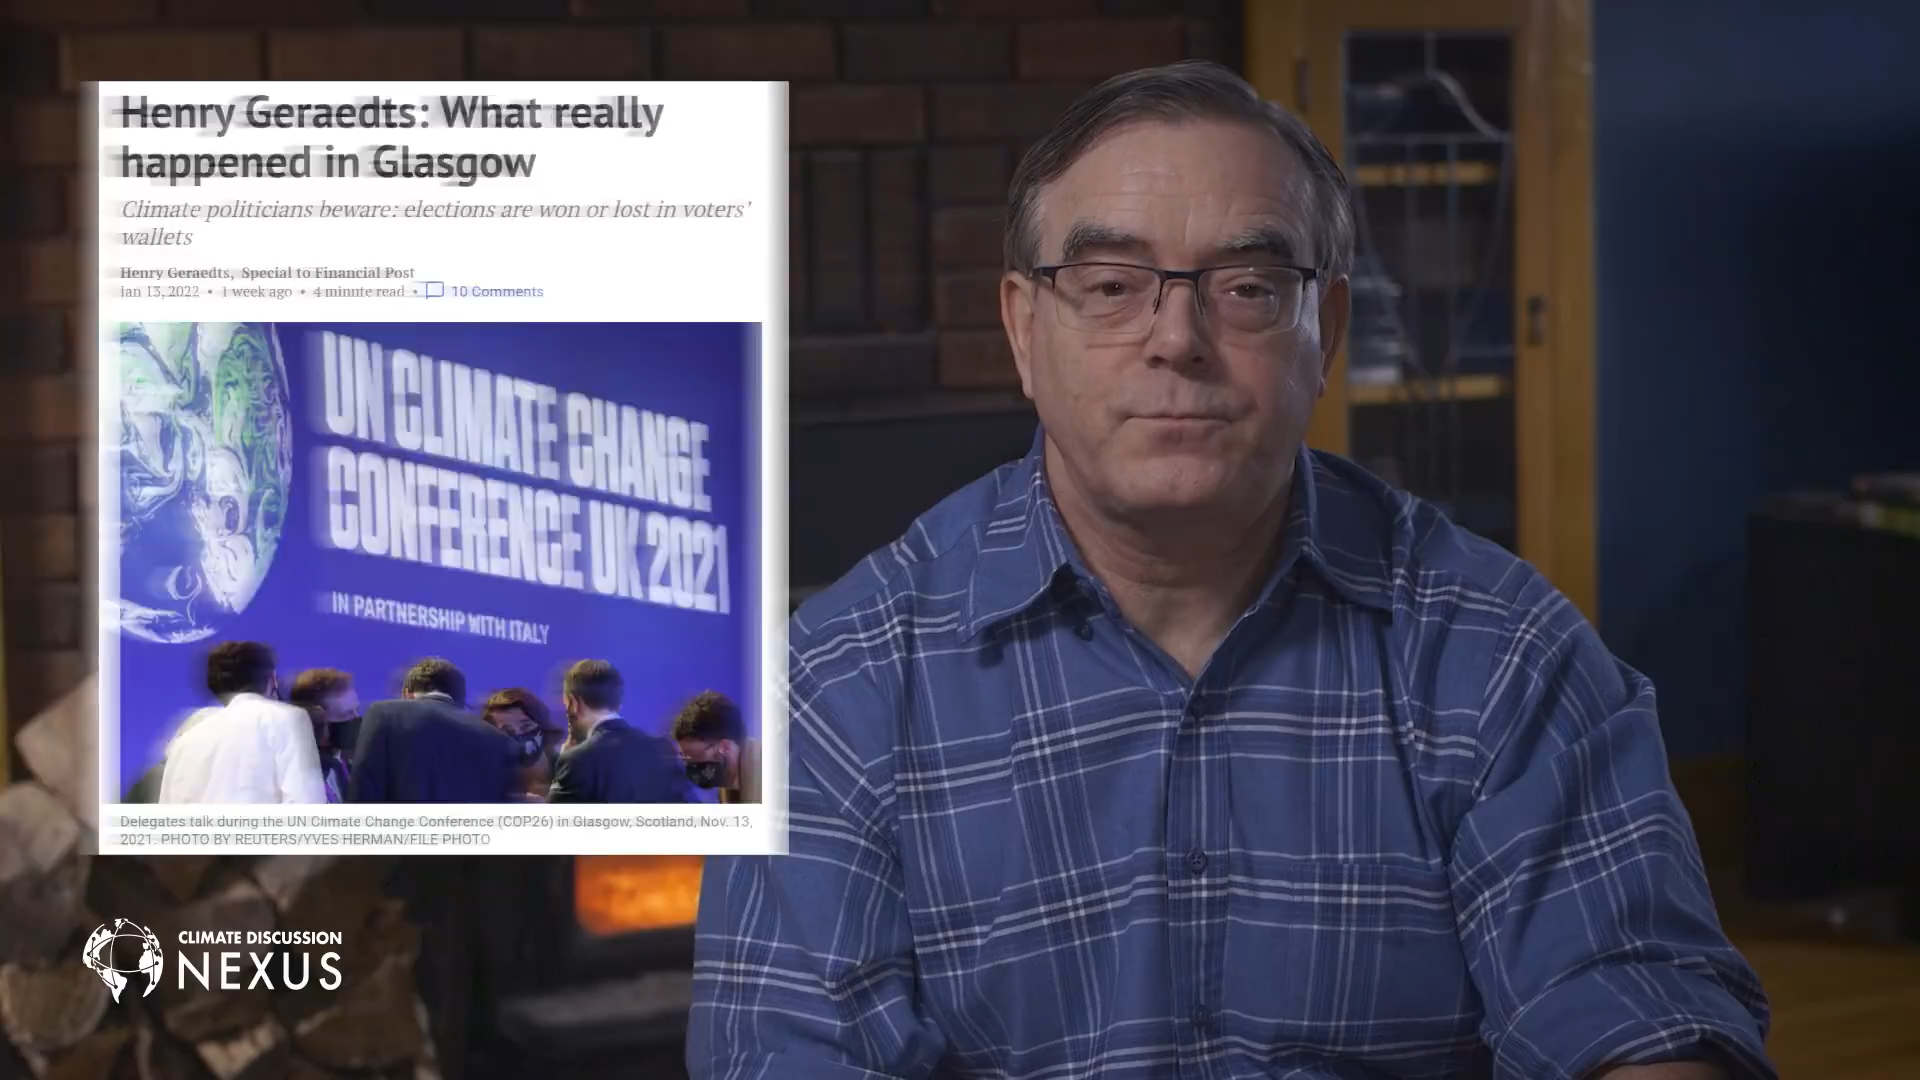 Henry Geraedts: What really
happened in Glasgow
Climate politicians beware: elections are won or lost in voters'
wallets
Henry Geraedts, Special to Financial Post
Jan 13, 2022 • 1 week ago • 4 minute read • 10 Comments
UN CLIMATE CHANGE
CONFERENCE UK 2021
IN PARTNERSHIP WITH ITALY
Delegates talk during the UN Climate Change Conference (COP26) in Glasgow, Scotland, Nov. 13,
2021. PHOTO BY REUTERS/YVES HERMAN/FILE PHOTO
CLIMATE DISCUSSION
NEXUS